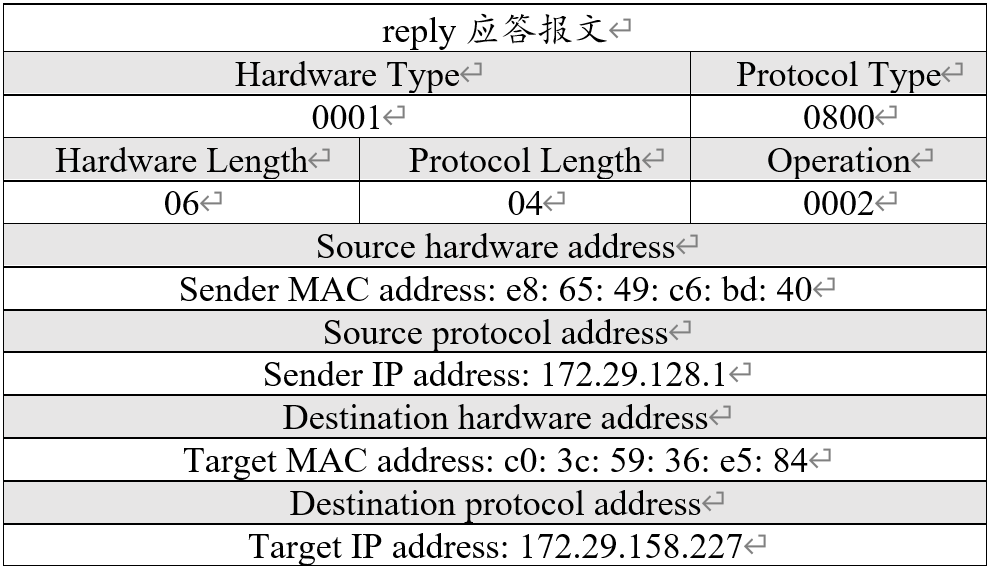 reply 应答报文↵
Hardware Type↵ Protocol Type↵
0001↵ 0800↵
Hardware Length↵ Protocol Length↵ Operation↵
06↵ 04↵ 0002↵
Source hardware address↵
Sender MAC address: e8: 65: 49: c6: bd: 40↵
Source protocol address↵
Sender IP address: 172.29.128.1↵
Destination hardware address↵
Target MAC address: c0: 3c: 59: 36: e5: 84↵
Destination protocol address↵
Target IP address: 172.29.158.227↵